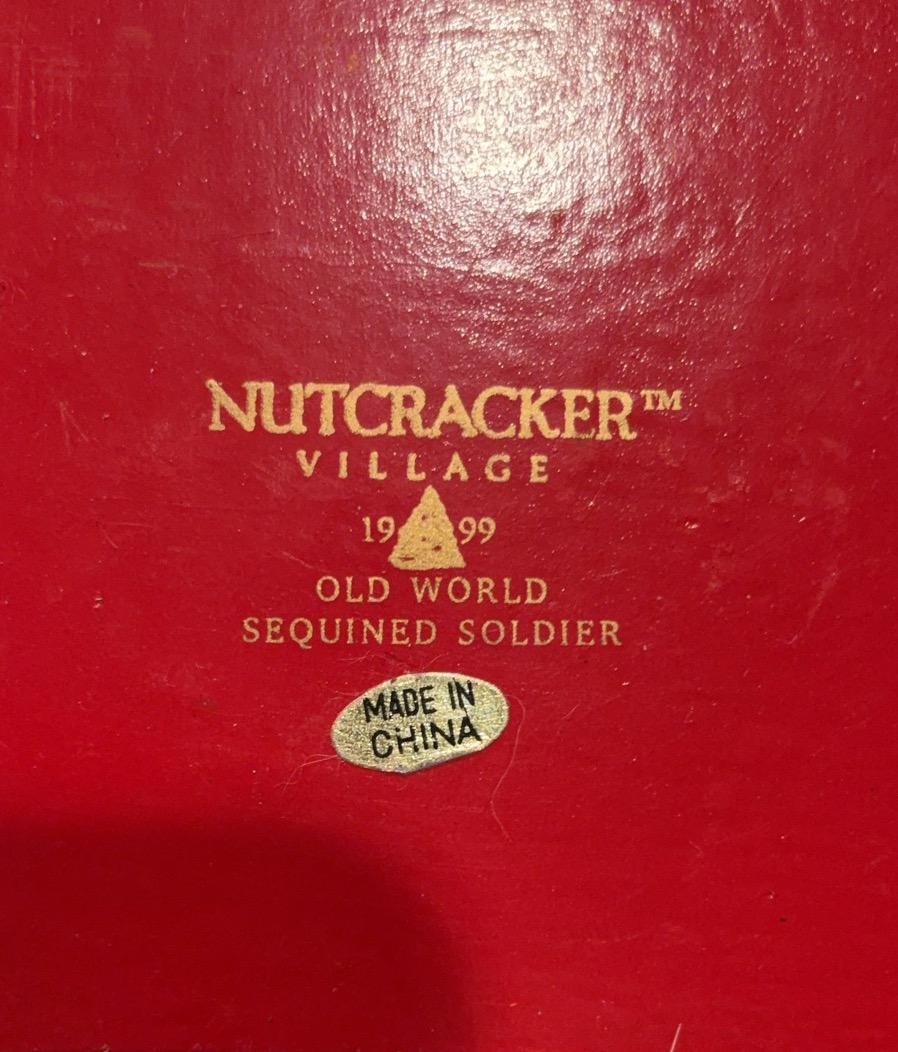 NUTCRACKER™
VILLAGE
19 99
OLD WORLD
SEQUINED SOLDIER
MADE IN
CHINA